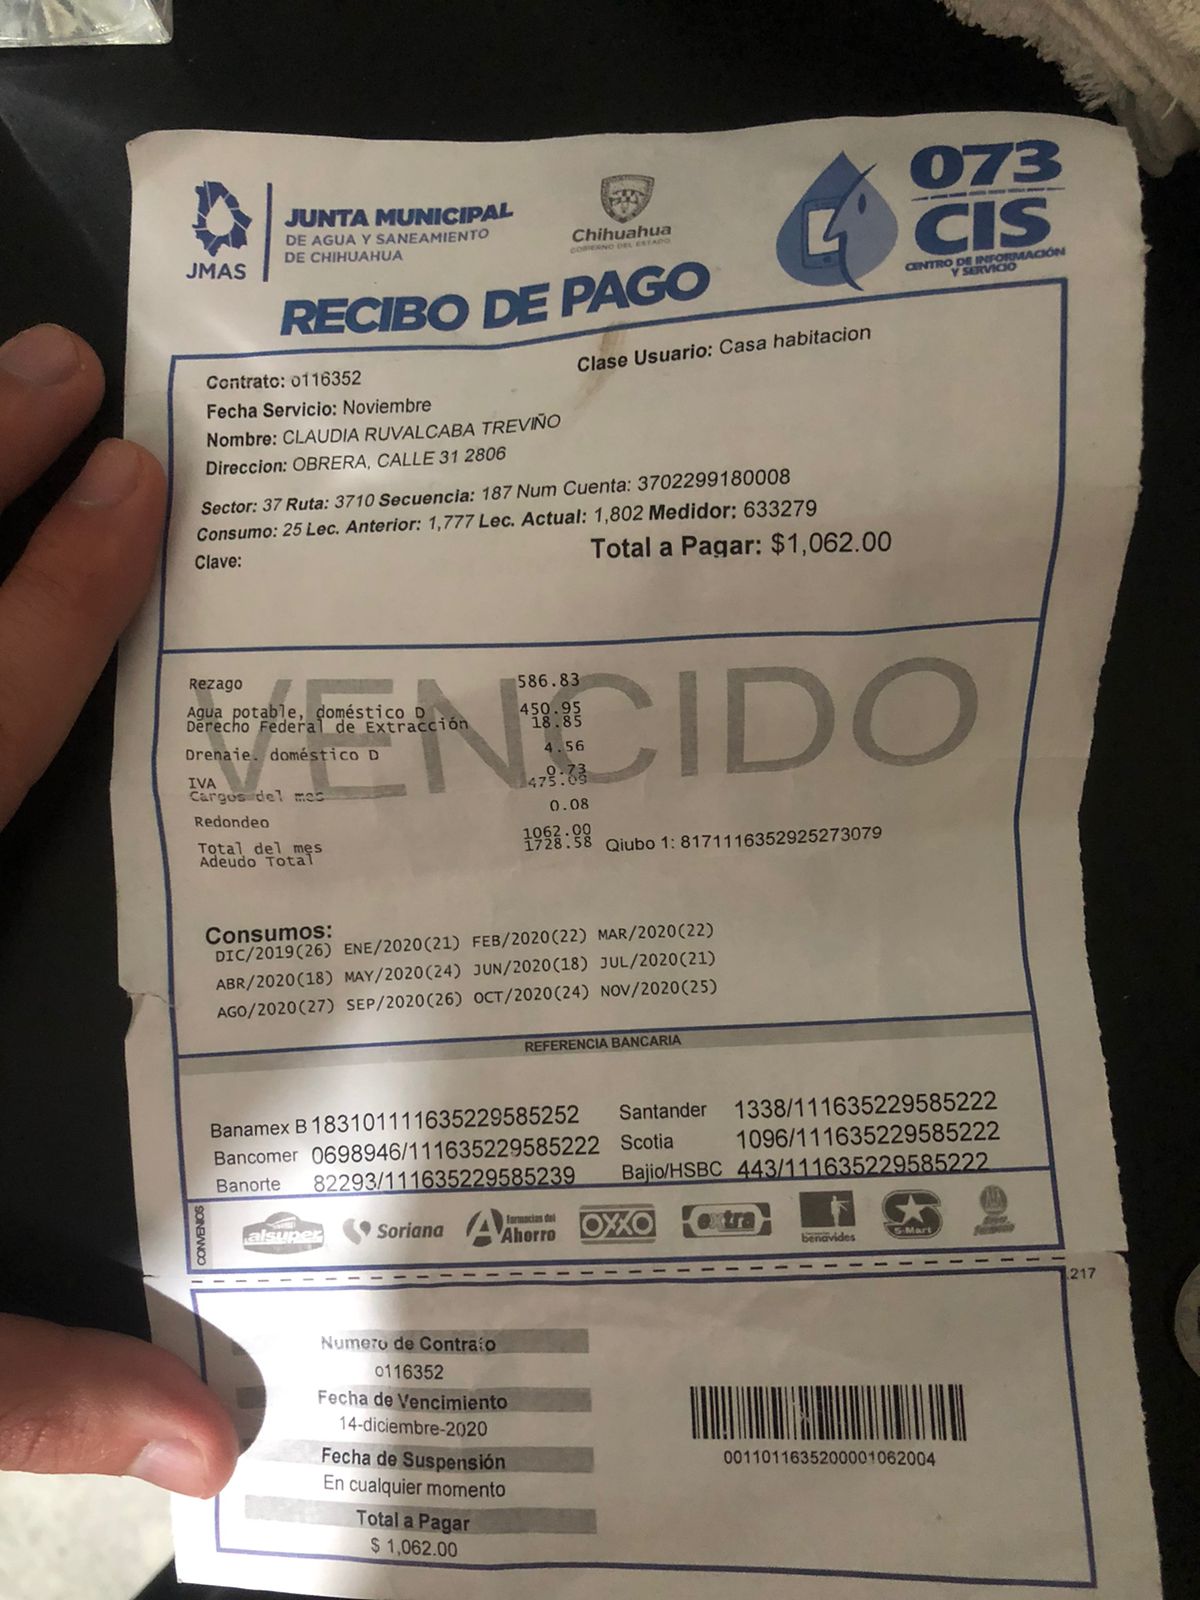 JMAS
JUNTA MUNICIPAL
DE AGUA Y SANEAMIENTO
DE CHIHUAHUA
Chihuahua
GOBIERNO DEL ESTADO
073
CIS
CENTRO DE INFORMACIÓN
Y SERVICIO
RECIBO DE PAGO
Contrato: o116352
Clase Usuario: Casa habitacion
Fecha Servicio: Noviembre
Nombre: CLAUDIA RUVALCABA TREVIÑO
Direccion: OBRERA, CALLE 31 2806
Sector: 37 Ruta: 3710 Secuencia: 187 Num Cuenta: 3702299180008
Consumo: 25 Lec. Anterior: 1,777 Lec. Actual: 1,802 Medidor: 633279
Clave:
Total a Pagar: $1,062.00
VENCIDO
Rezago 586.83
Agua potable, doméstico D 450.95
Derecho Federal de Extracción 18.85
Drenaje. doméstico D 4.56
IVA 0.73
Cargos del mes 475.09
Redondeo 0.08
Total del mes 1062.00
Adeudo Total 1728.58 Qiubo 1: 8171116352925273079
Consumos:
DIC/2019(26) ENE/2020(21) FEB/2020(22) MAR/2020(22)
ABR/2020(18) MAY/2020(24) JUN/2020(18) JUL/2020(21)
AGO/2020(27) SEP/2020(26) OCT/2020(24) NOV/2020(25)
REFERENCIA BANCARIA
Banamex B 183101111635229585252 Santander 1338/111635229585222
Bancomer 0698946/111635229585222 Scotia 1096/111635229585222
Banorte 82293/111635229585239 Bajio/HSBC 443/111635229585222
CONVENIOS
alsuper Soriana Farmacias del Ahorro OXXO extra benavides S-Mart
.217
Numero de Contrato
o116352
Fecha de Vencimiento
14-diciembre-2020
Fecha de Suspensión
En cualquier momento
Total a Pagar
$ 1,062.00
0011011635200001062004